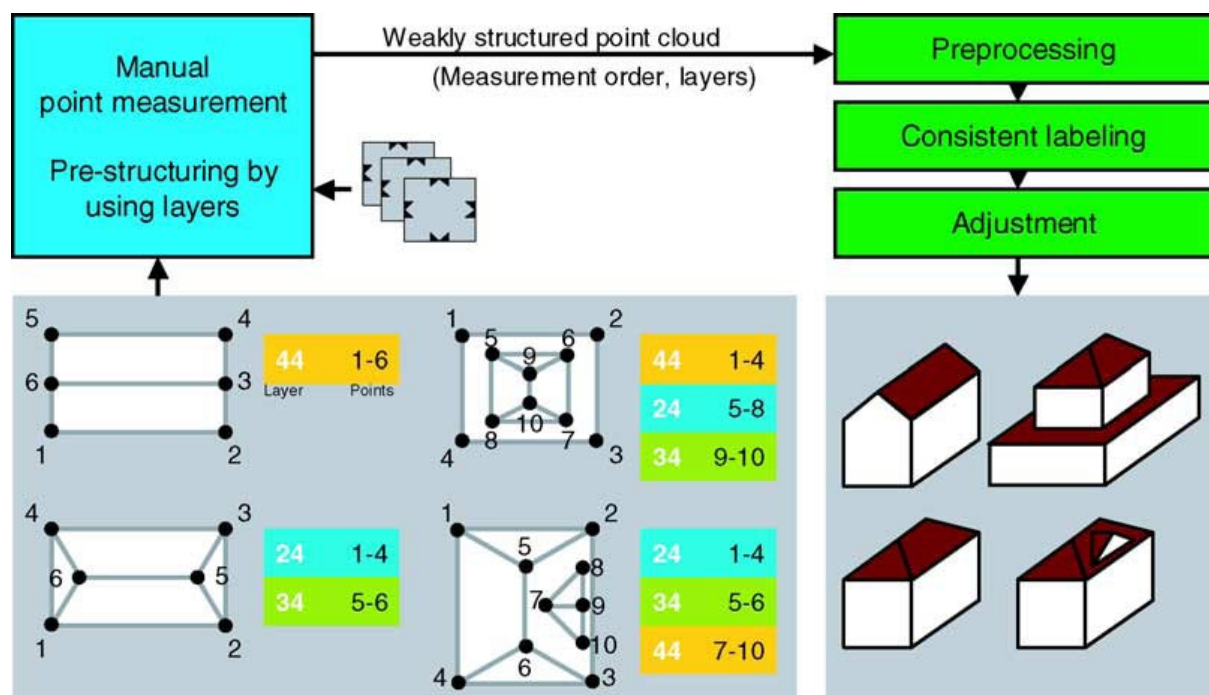 Manual
point measurement
Pre-structuring by
using layers
Weakly structured point cloud
(Measurement order, layers)
Preprocessing
Consistent labeling
Adjustment
5 4
6 3
1 2
44 1-6
Layer Points
1 2
5 6
9
10
8 7
4 3
44 1-4
24 5-8
34 9-10
4 3
6 5
1 2
24 1-4
34 5-6
1 2
5
8
7 9
10
6
4 3
24 1-4
34 5-6
44 7-10